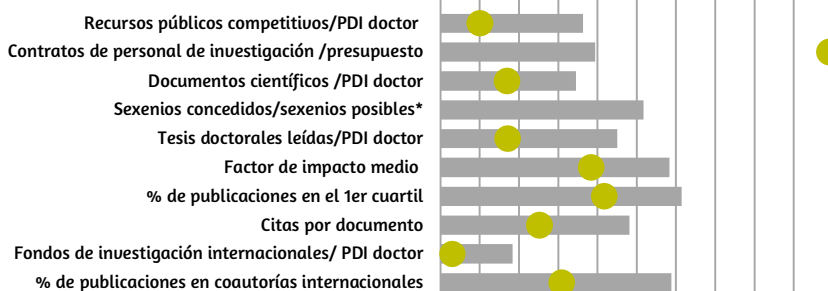 Recursos públicos competitivos/PDI doctor
Contratos de personal de investigación /presupuesto
Documentos científicos /PDI doctor
Sexenios concedidos/sexenios posibles*
Tesis doctorales leídas/PDI doctor
Factor de impacto medio
% de publicaciones en el 1er cuartil
Citas por documento
Fondos de investigación internacionales/ PDI doctor
% de publicaciones en coautorías internacionales